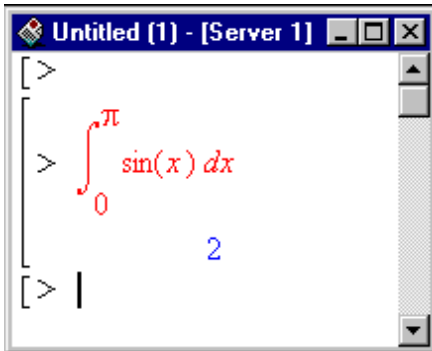 Untitled (1) - [Server 1]
[>
> ∫₀^π sin(x) dx
2
[>